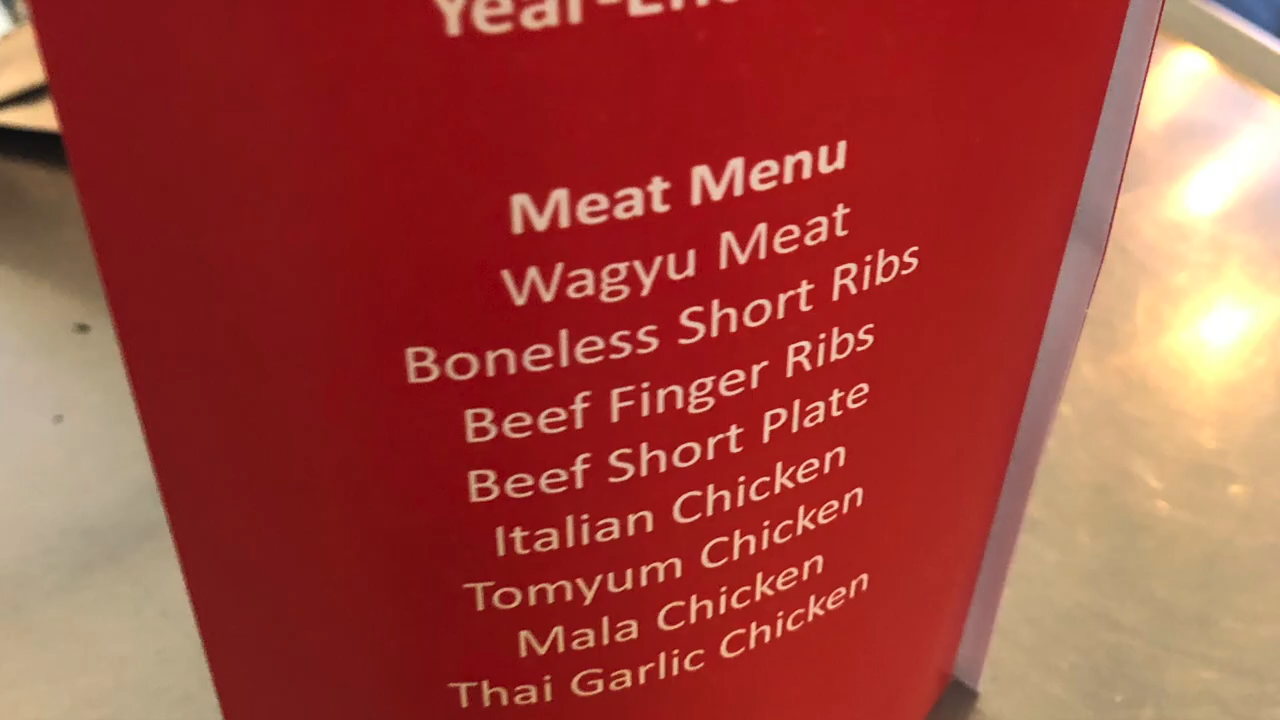 Meat Menu
Wagyu Meat
Boneless Short Ribs
Beef Finger Ribs
Beef Short Plate
Italian Chicken
Tomyum Chicken
Mala Chicken
Thai Garlic Chicken